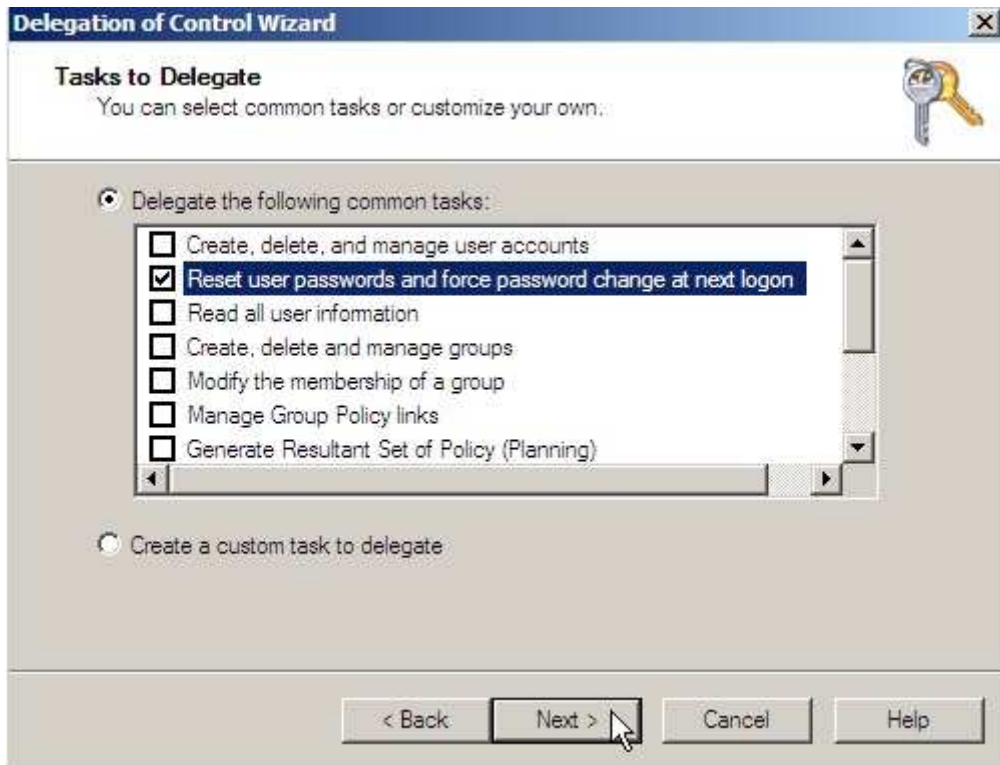 Delegation of Control Wizard
Tasks to Delegate
You can select common tasks or customize your own.
Delegate the following common tasks:
Create, delete, and manage user accounts
Reset user passwords and force password change at next logon
Read all user information
Create, delete and manage groups
Modify the membership of a group
Manage Group Policy links
Generate Resultant Set of Policy (Planning)
Create a custom task to delegate
< Back Next > Cancel Help